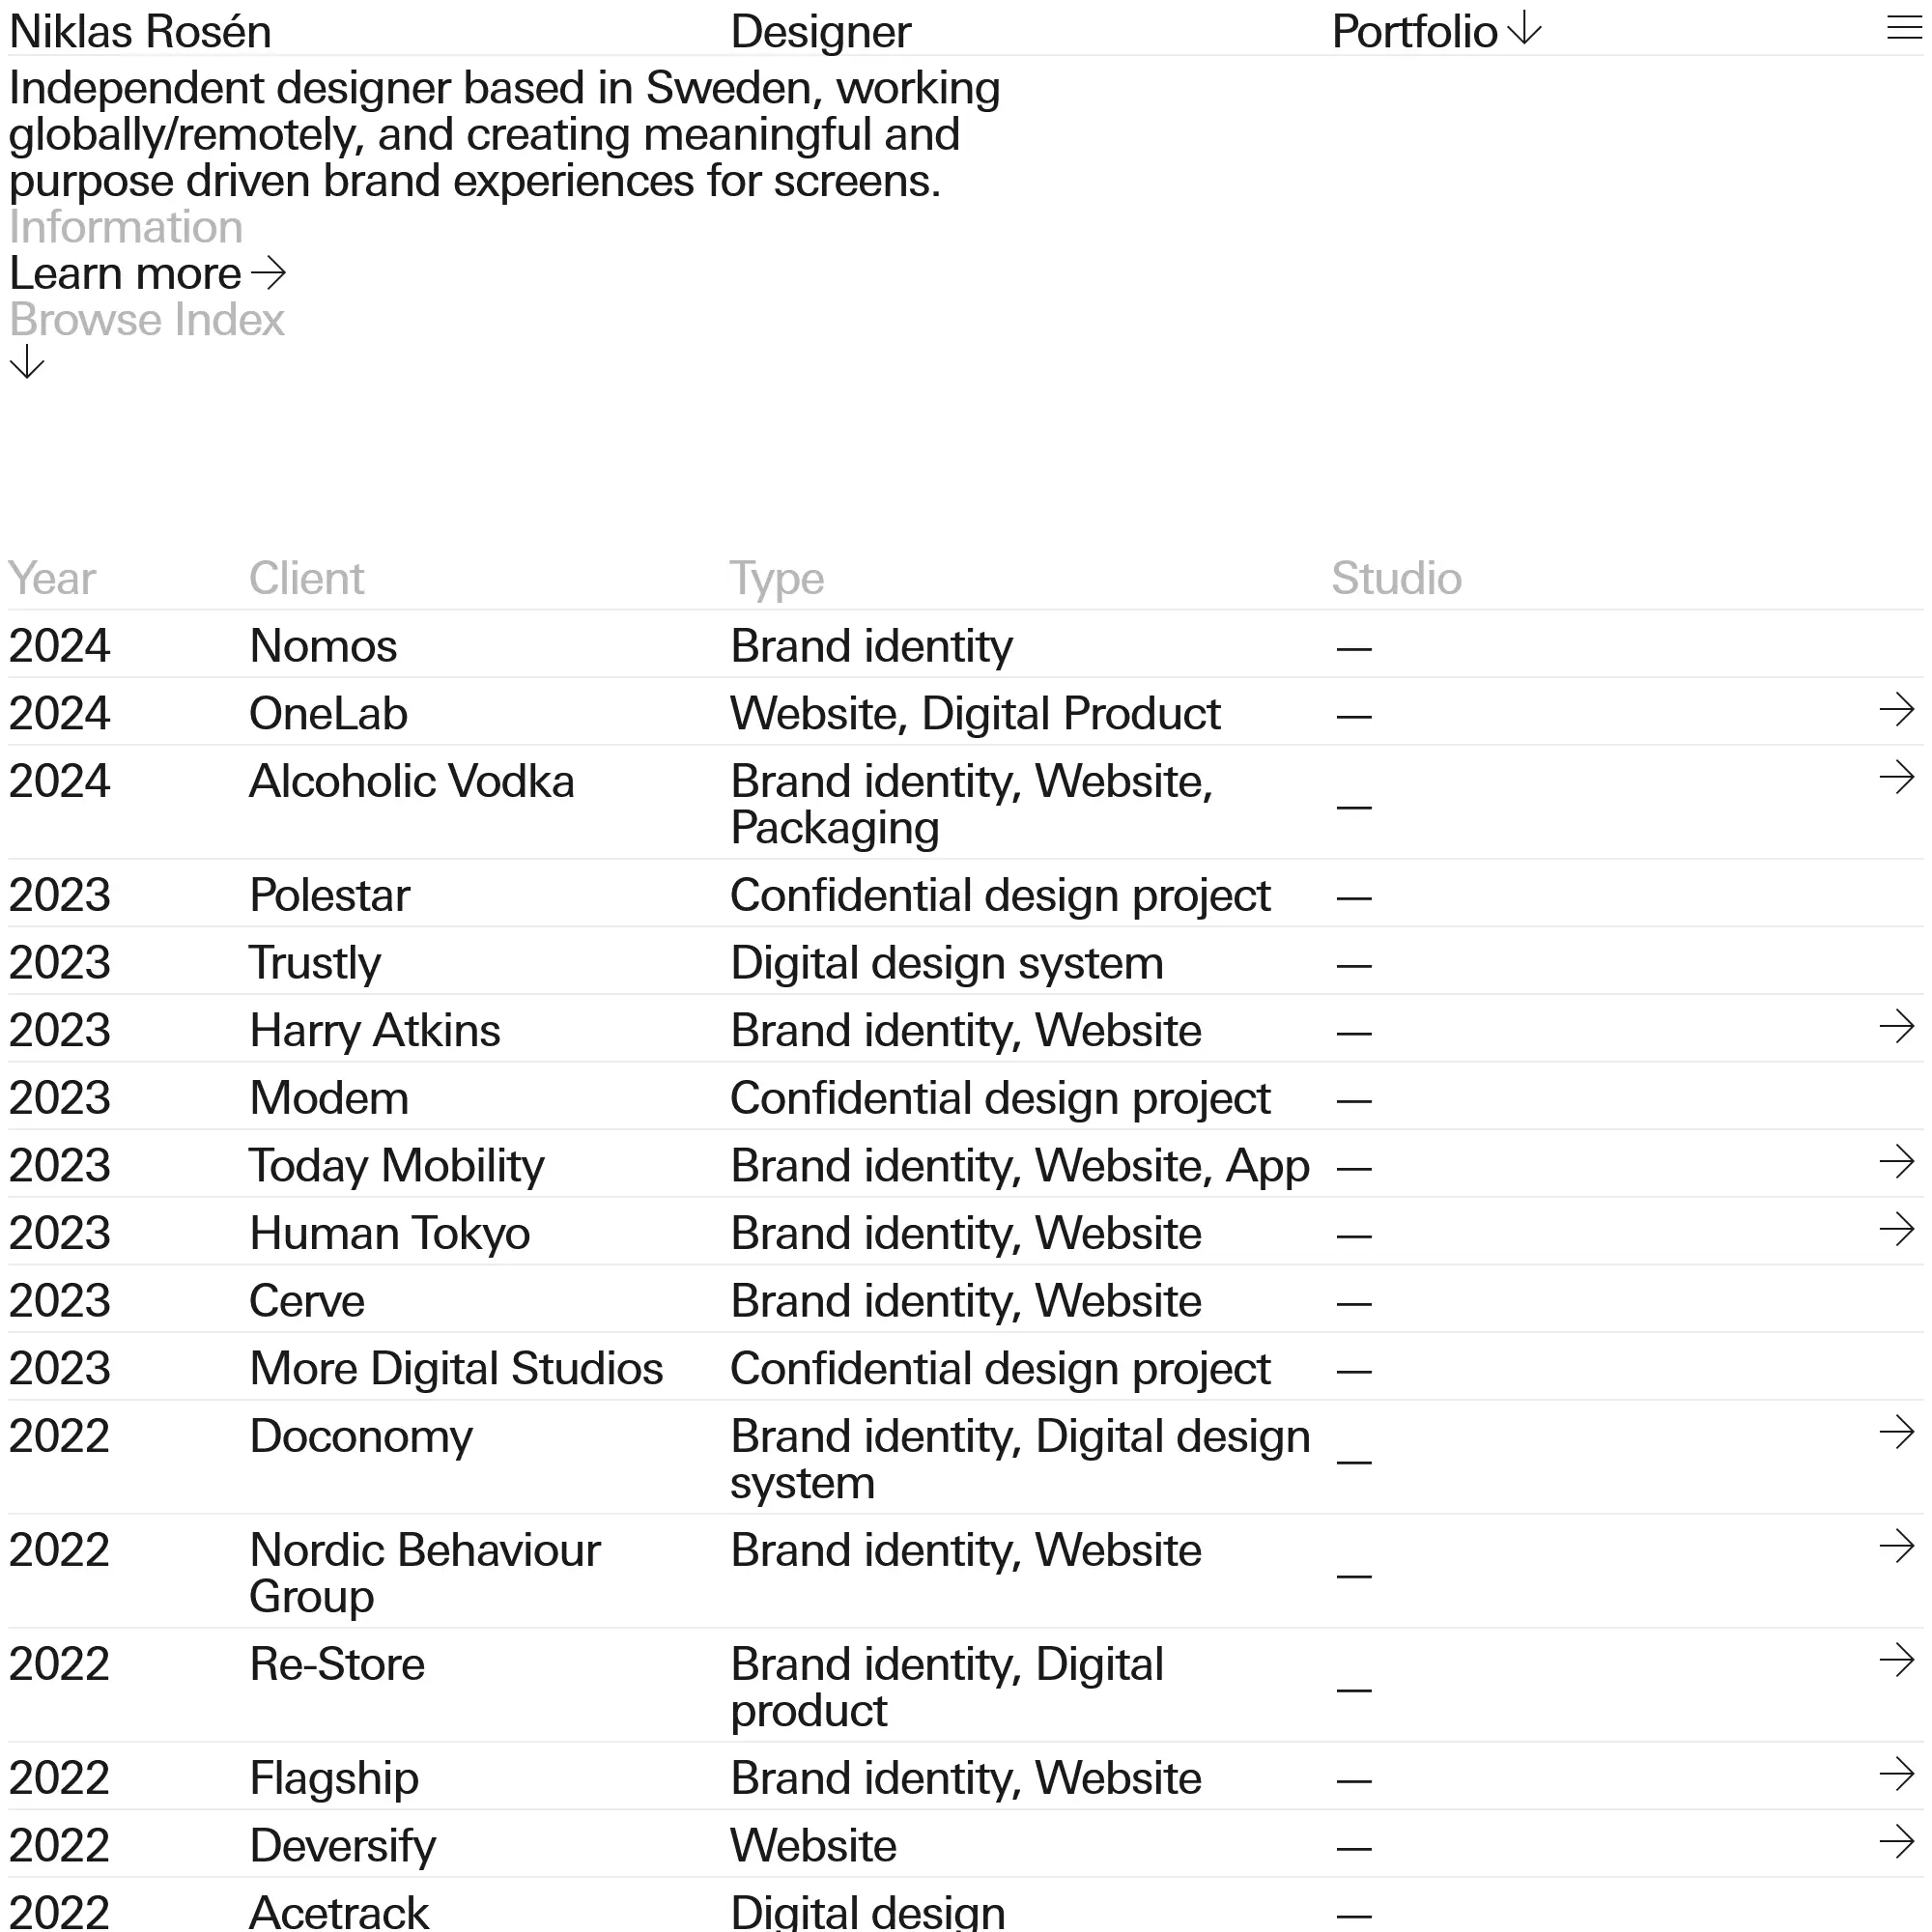 Niklas Rosén Designer Portfolio ↓
Independent designer based in Sweden, working
globally/remotely, and creating meaningful and
purpose driven brand experiences for screens.
Information
Learn more →
Browse Index
↓
Year Client Type Studio
2024 Nomos Brand identity —
2024 OneLab Website, Digital Product — →
2024 Alcoholic Vodka Brand identity, Website, — →
Packaging
2023 Polestar Confidential design project —
2023 Trustly Digital design system —
2023 Harry Atkins Brand identity, Website — →
2023 Modem Confidential design project —
2023 Today Mobility Brand identity, Website, App — →
2023 Human Tokyo Brand identity, Website — →
2023 Cerve Brand identity, Website —
2023 More Digital Studios Confidential design project —
2022 Doconomy Brand identity, Digital design — →
system
2022 Nordic Behaviour Brand identity, Website — →
Group
2022 Re-Store Brand identity, Digital — →
product
2022 Flagship Brand identity, Website — →
2022 Deversify Website — →
2022 Acetrack Digital design —